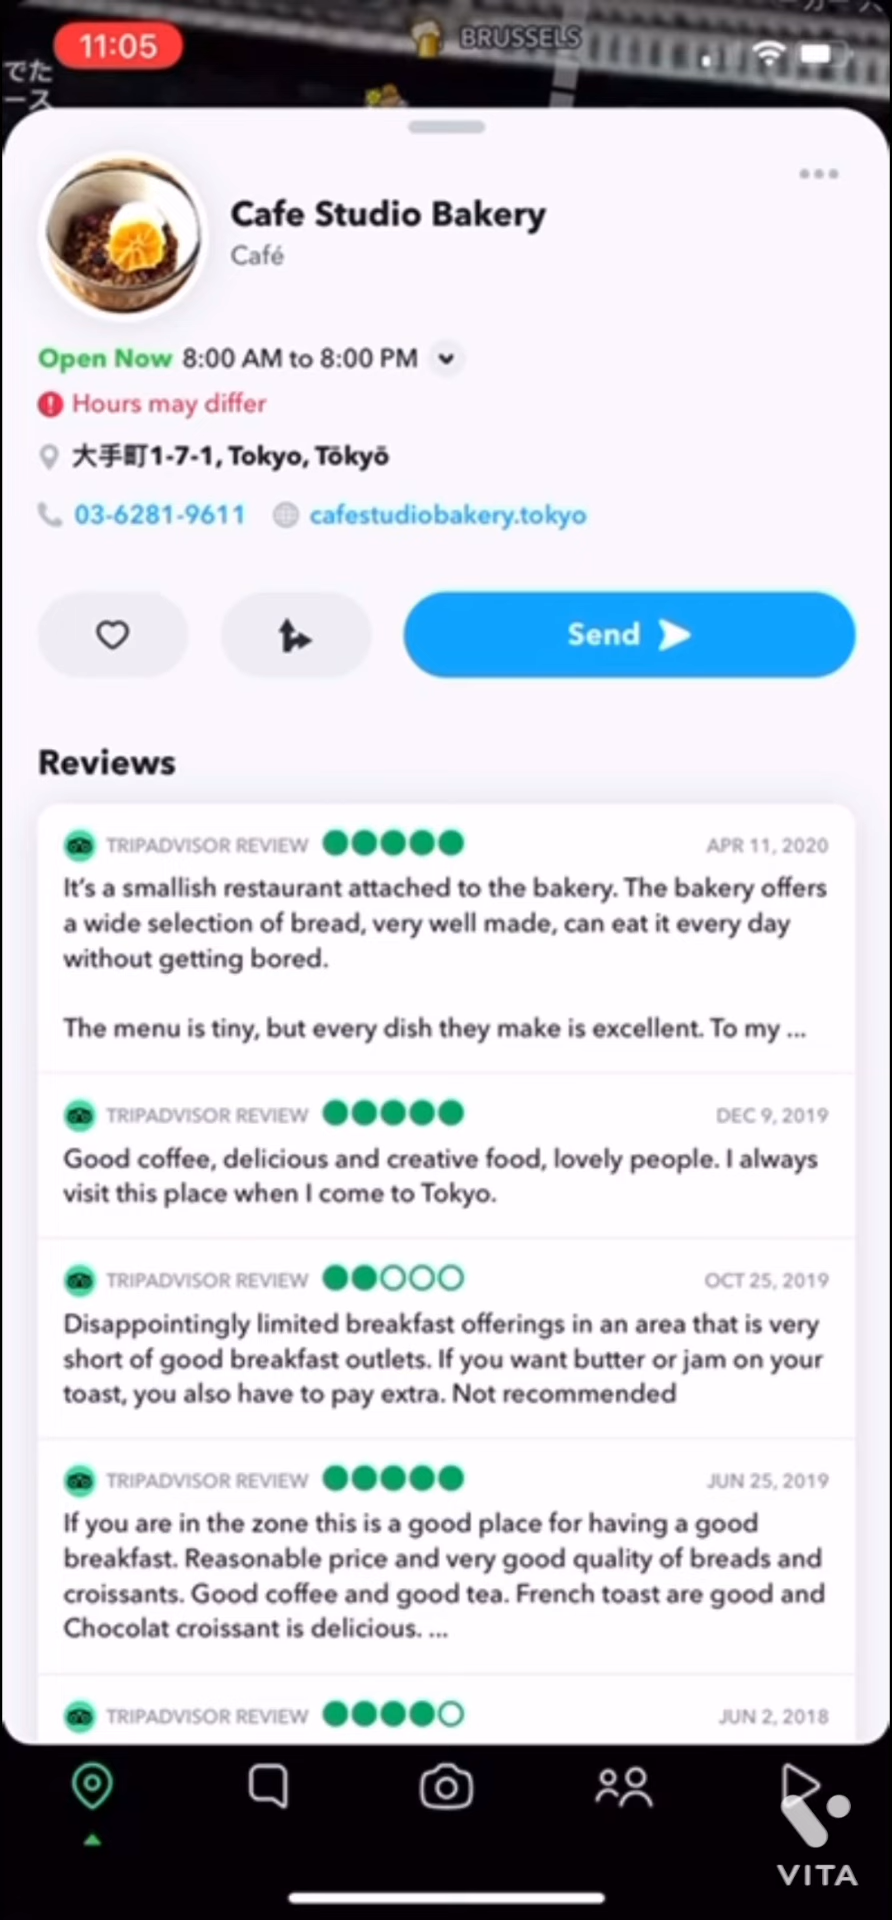 11:05
BRUSSELS
でた
ース
Cafe Studio Bakery
Café
Open Now 8:00 AM to 8:00 PM
Hours may differ
大手町1-7-1, Tokyo, Tōkyō
03-6281-9611 cafestudiobakery.tokyo
Send
Reviews
TRIPADVISOR REVIEW APR 11, 2020
It's a smallish restaurant attached to the bakery. The bakery offers
a wide selection of bread, very well made, can eat it every day
without getting bored.
The menu is tiny, but every dish they make is excellent. To my ...
TRIPADVISOR REVIEW DEC 9, 2019
Good coffee, delicious and creative food, lovely people. I always
visit this place when I come to Tokyo.
TRIPADVISOR REVIEW OCT 25, 2019
Disappointingly limited breakfast offerings in an area that is very
short of good breakfast outlets. If you want butter or jam on your
toast, you also have to pay extra. Not recommended
TRIPADVISOR REVIEW JUN 25, 2019
If you are in the zone this is a good place for having a good
breakfast. Reasonable price and very good quality of breads and
croissants. Good coffee and good tea. French toast are good and
Chocolat croissant is delicious. ...
TRIPADVISOR REVIEW JUN 2, 2018
VITA